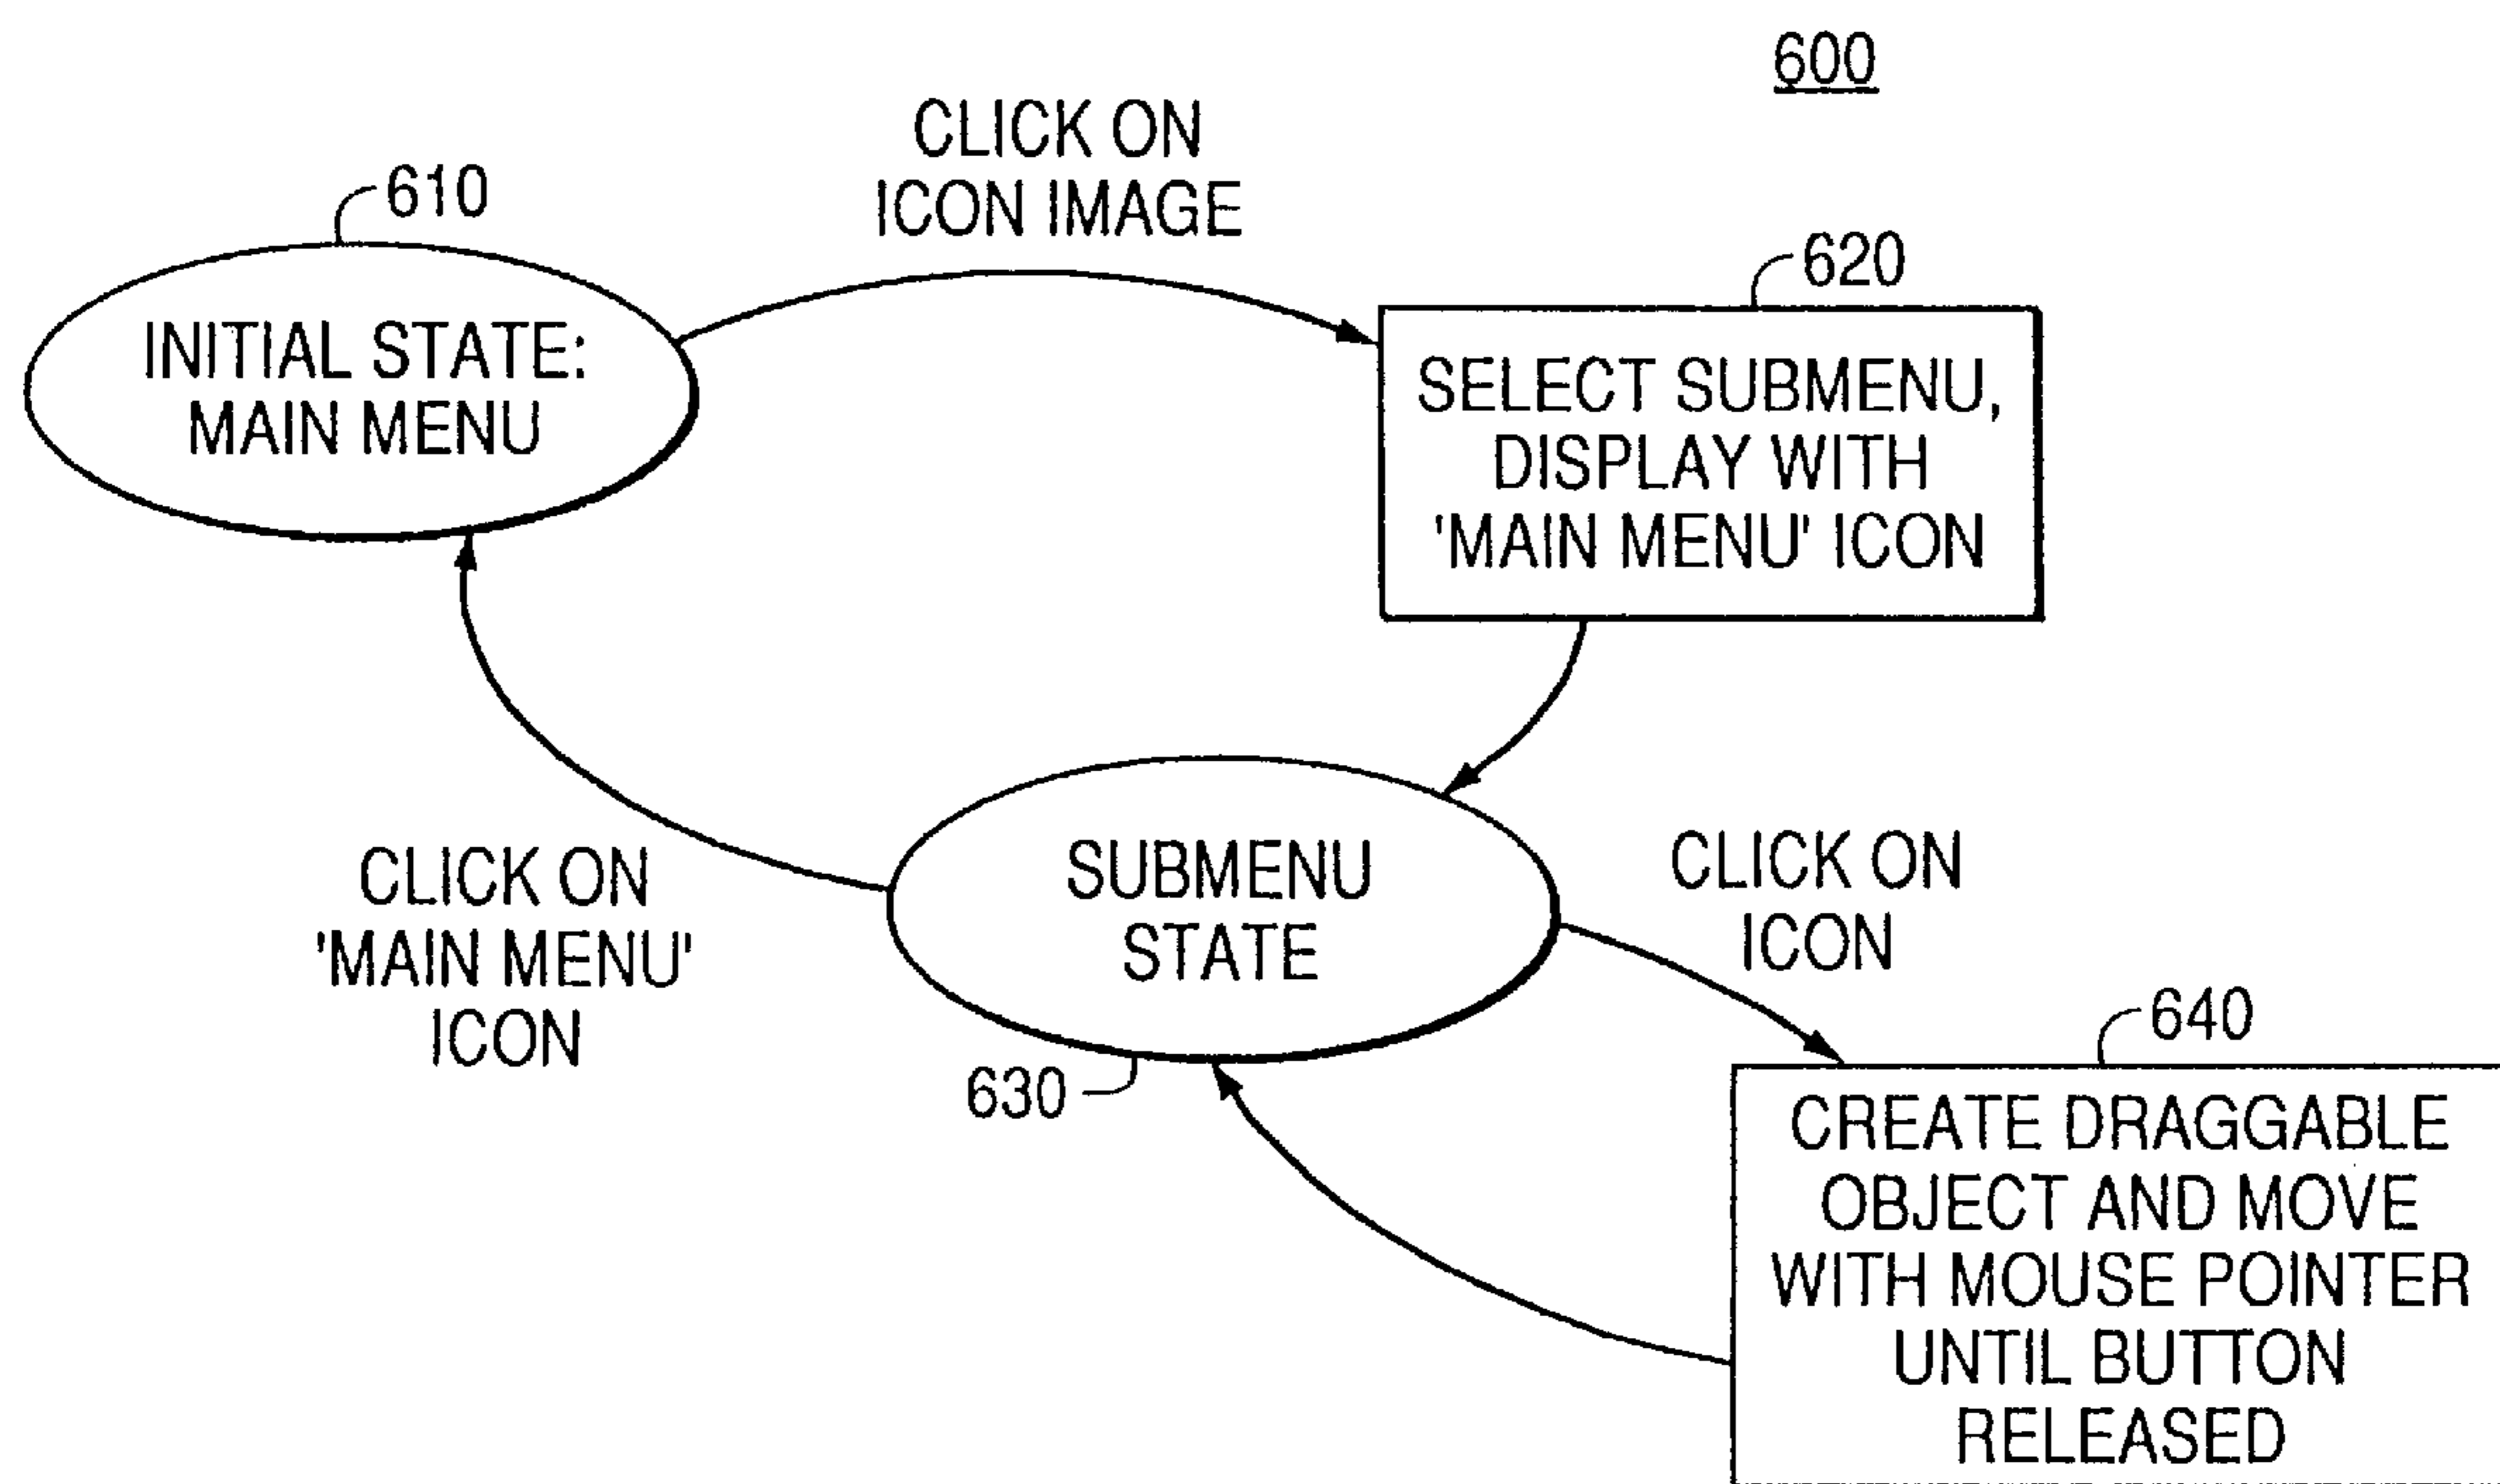 600
CLICK ON
ICON IMAGE
610
620
INITIAL STATE:
MAIN MENU
SELECT SUBMENU,
DISPLAY WITH
'MAIN MENU' ICON
SUBMENU
STATE
CLICK ON
ICON
CLICK ON
'MAIN MENU'
ICON
630
640
CREATE DRAGGABLE
OBJECT AND MOVE
WITH MOUSE POINTER
UNTIL BUTTON
RELEASED